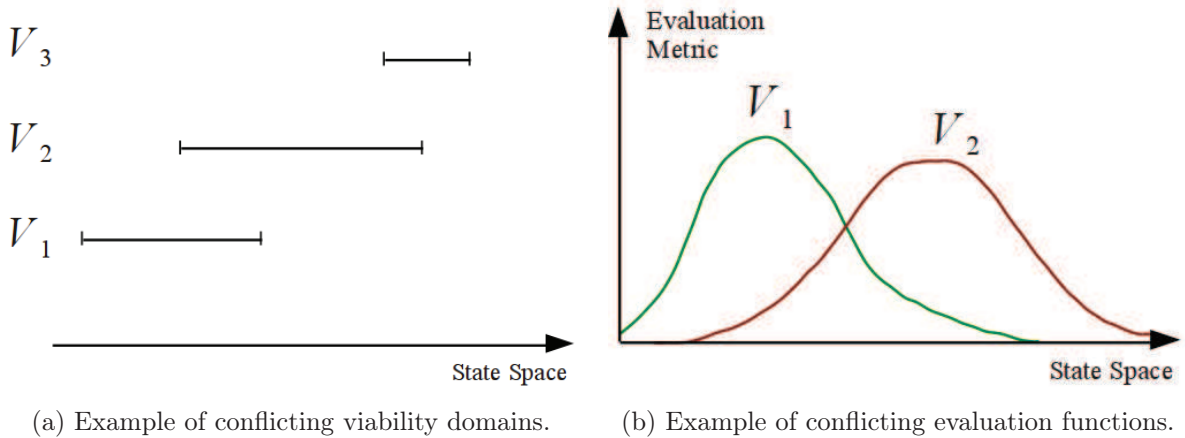 V3
V2
V1
State Space
(a) Example of conflicting viability domains.
Evaluation
Metric
V1
V2
State Space
(b) Example of conflicting evaluation functions.